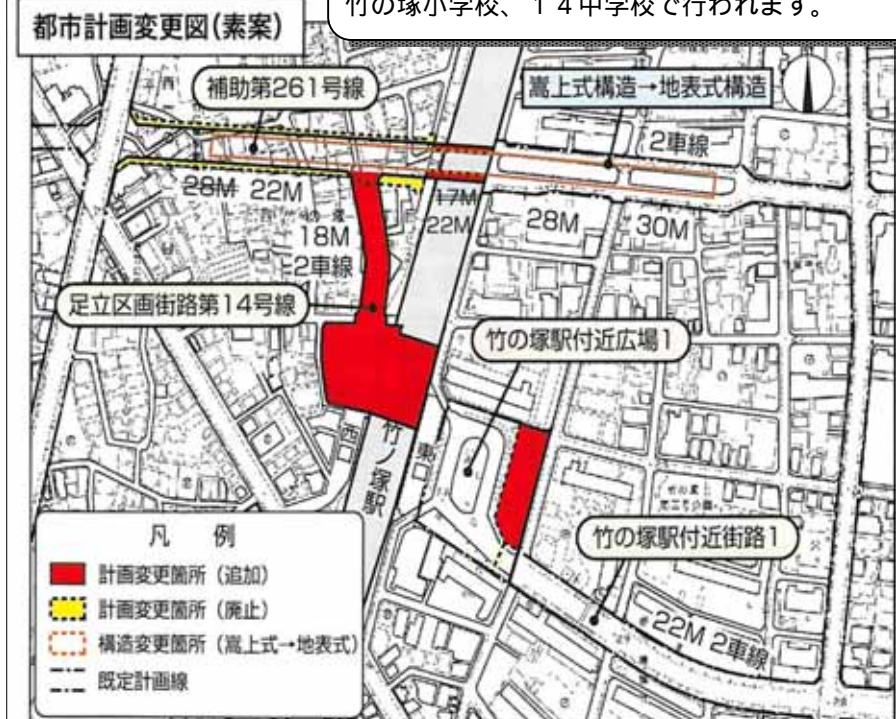 竹の塚小学校、１４中学校で行われます。
都市計画変更図(素案)
補助第261号線
嵩上式構造→地表式構造
2車線
28M 22M
17M
22M
28M
30M
18M
2車線
足立区画街路第14号線
竹の塚駅付近広場1
西口
竹ノ塚駅
東口
竹の塚駅付近街路1
22M 2車線
凡 例
計画変更箇所（追加）
計画変更箇所（廃止）
構造変更箇所（嵩上式→地表式）
既定計画線